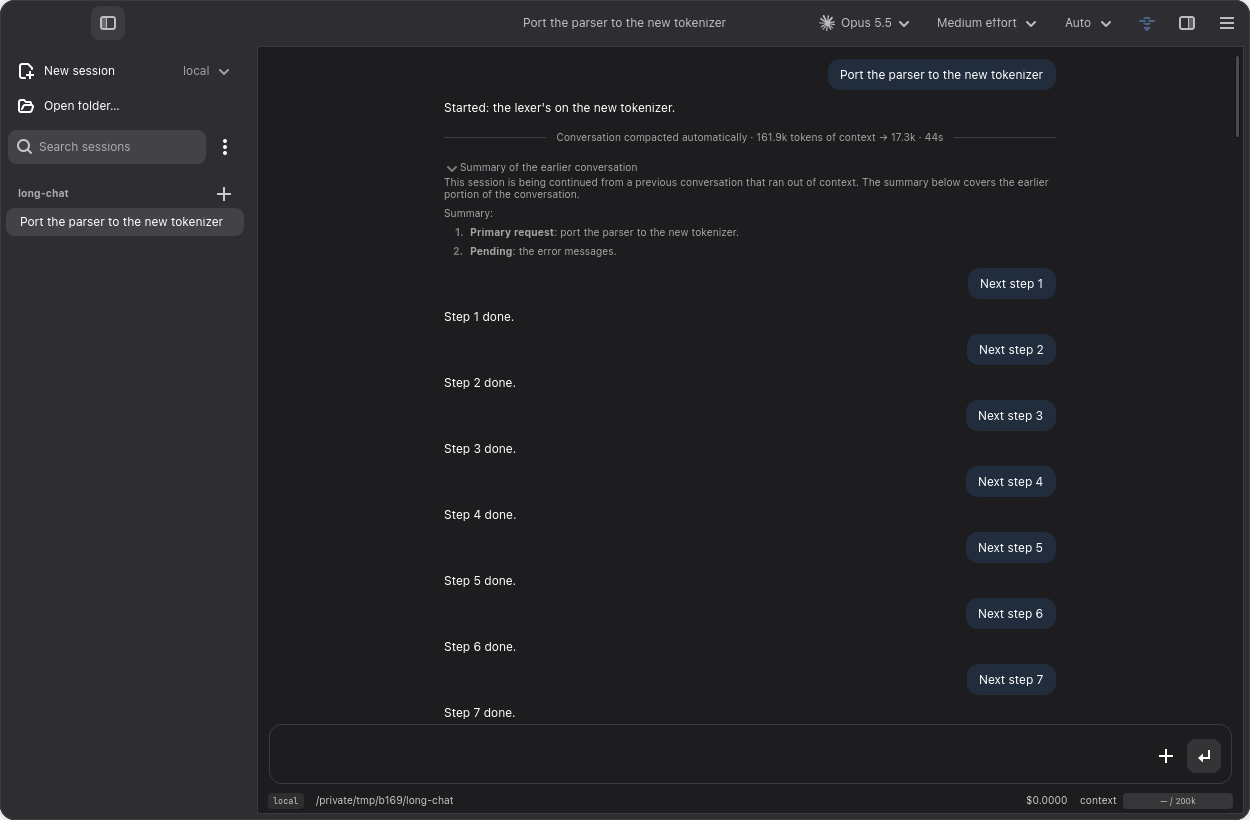 Port the parser to the new tokenizer
Opus 5.5
Medium effort
Auto
New session
local
Open folder...
Search sessions
long-chat
Port the parser to the new tokenizer
Port the parser to the new tokenizer
Started: the lexer's on the new tokenizer.
Conversation compacted automatically · 161.9k tokens of context → 17.3k · 44s
Summary of the earlier conversation
This session is being continued from a previous conversation that ran out of context. The summary below covers the earlier
portion of the conversation.
Summary:
1. Primary request: port the parser to the new tokenizer.
2. Pending: the error messages.
Next step 1
Step 1 done.
Next step 2
Step 2 done.
Next step 3
Step 3 done.
Next step 4
Step 4 done.
Next step 5
Step 5 done.
Next step 6
Step 6 done.
Next step 7
Step 7 done.
local
/private/tmp/b169/long-chat
$0.0000
context
— / 200k